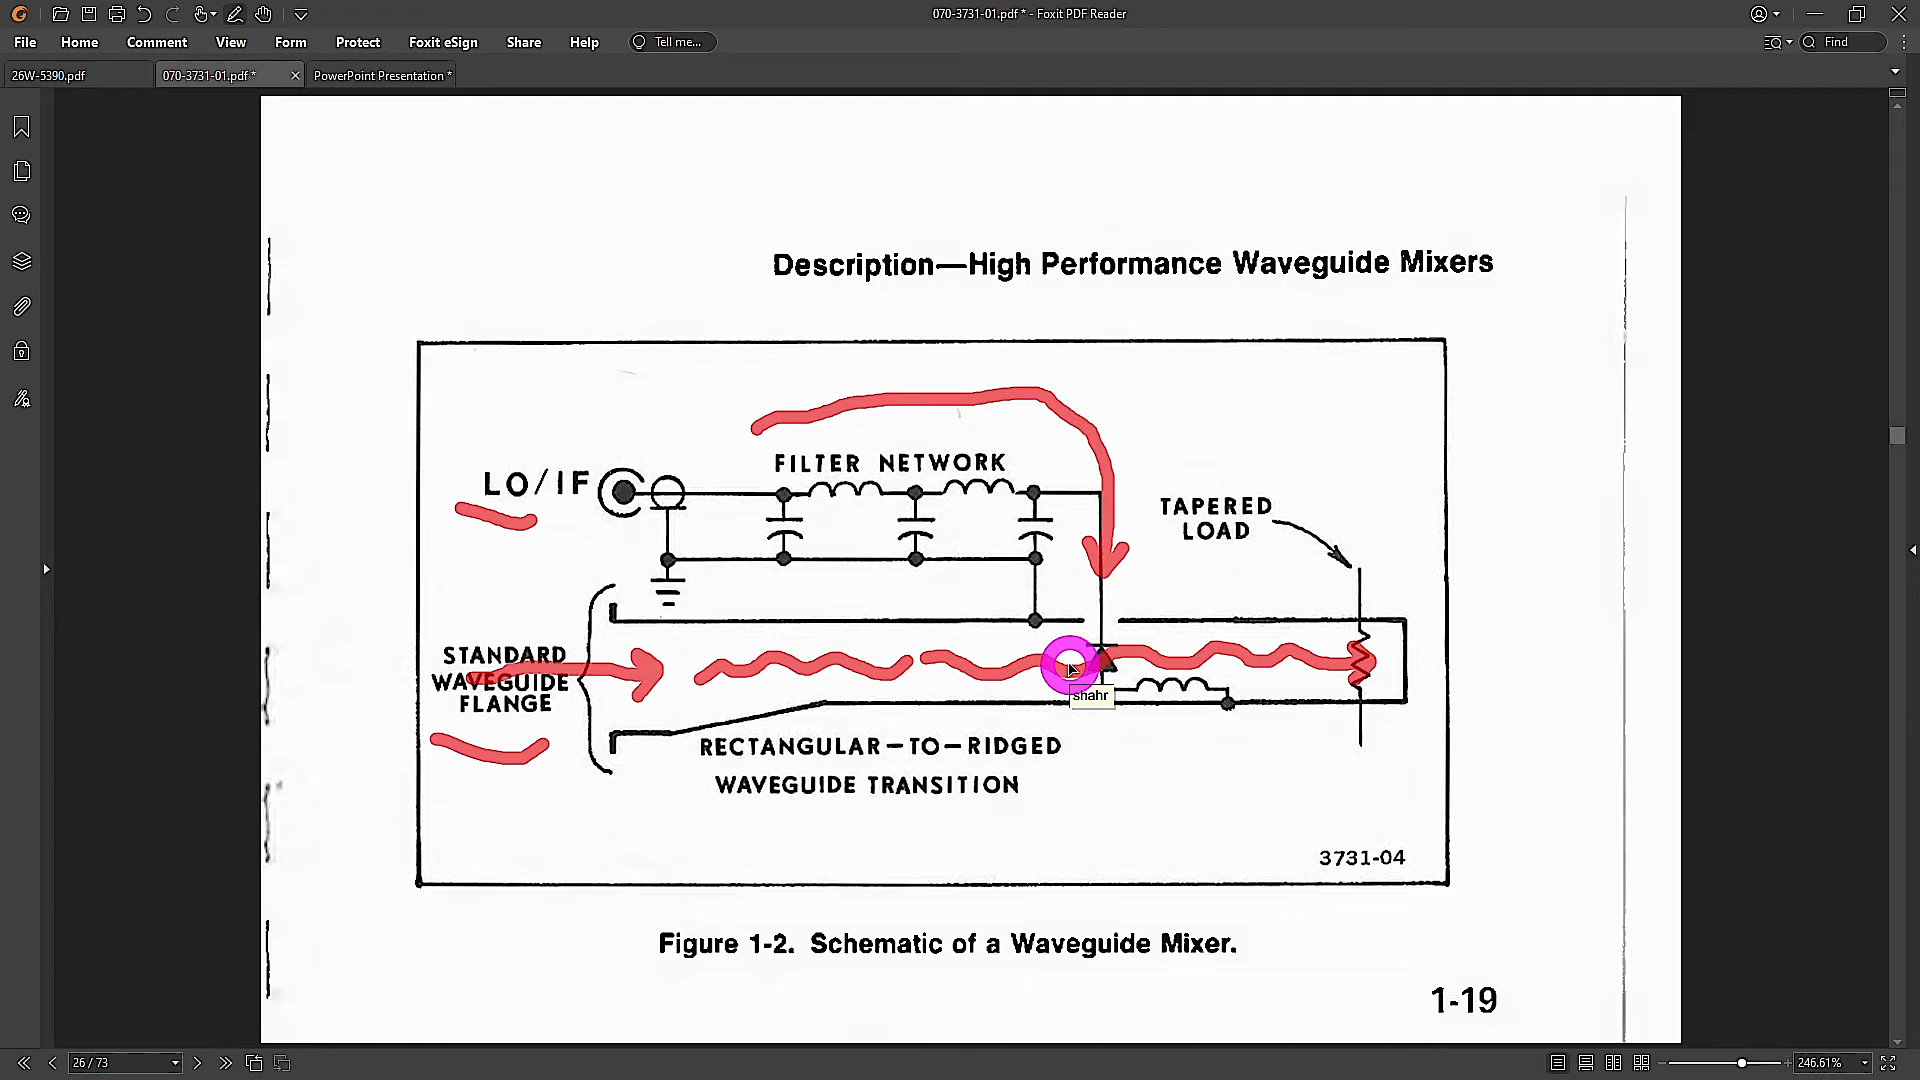 070-3731-01.pdf * - Foxit PDF Reader
File Home Comment View Form Protect Foxit eSign Share Help Tell me... Find
26W-5390.pdf 070-3731-01.pdf * PowerPoint Presentation *
Description—High Performance Waveguide Mixers
FILTER NETWORK
LO/IF
TAPERED
LOAD
STANDARD
WAVEGUIDE
FLANGE
shahr
RECTANGULAR-TO-RIDGED
WAVEGUIDE TRANSITION
3731-04
Figure 1-2. Schematic of a Waveguide Mixer.
1-19
26 / 73 246.61%